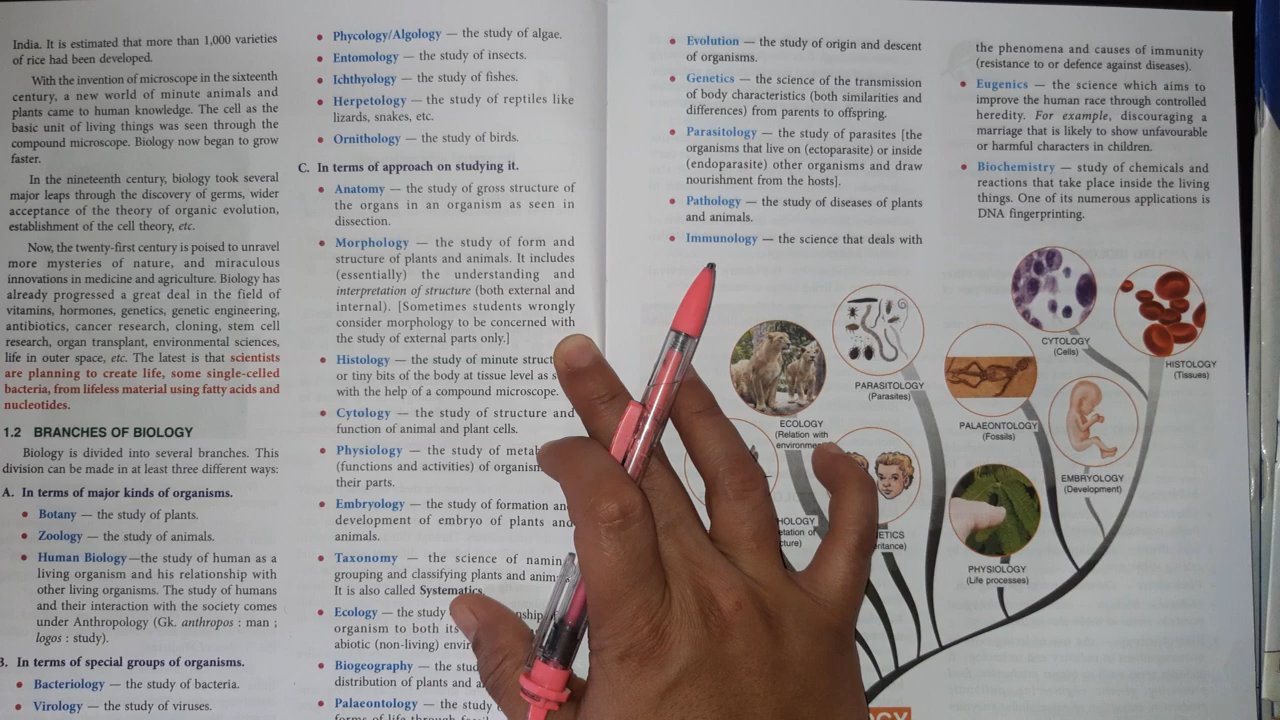 India. It is estimated that more than 1,000 varieties
of rice had been developed.
With the invention of microscope in the sixteenth
century, a new world of minute animals and
plants came to human knowledge. The cell as the
basic unit of living things was seen through the
compound microscope. Biology now began to grow
faster.
In the nineteenth century, biology took several
major leaps through the discovery of germs, wider
acceptance of the theory of organic evolution,
establishment of the cell theory, etc.
Now, the twenty-first century is poised to unravel
more mysteries of nature, and miraculous
innovations in medicine and agriculture. Biology has
already progressed a great deal in the field of
vitamins, hormones, genetics, genetic engineering,
antibiotics, cancer research, cloning, stem cell
research, organ transplant, environmental sciences,
life in outer space, etc. The latest is that scientists
are planning to create life, some single-celled
bacteria, from lifeless material using fatty acids and
nucleotides.
1.2 BRANCHES OF BIOLOGY
Biology is divided into several branches. This
division can be made in at least three different ways:
A. In terms of major kinds of organisms.
• Botany — the study of plants.
• Zoology — the study of animals.
• Human Biology—the study of human as a
living organism and his relationship with
other living organisms. The study of humans
and their interaction with the society comes
under Anthropology (Gk. anthropos : man ;
logos : study).
B. In terms of special groups of organisms.
• Bacteriology — the study of bacteria.
• Virology — the study of viruses.
• Phycology/Algology — the study of algae.
• Entomology — the study of insects.
• Ichthyology — the study of fishes.
• Herpetology — the study of reptiles like
lizards, snakes, etc.
• Ornithology — the study of birds.
C. In terms of approach on studying it.
• Anatomy — the study of gross structure of
the organs in an organism as seen in
dissection.
• Morphology — the study of form and
structure of plants and animals. It includes
(essentially) the understanding and
interpretation of structure (both external and
internal). [Sometimes students wrongly
consider morphology to be concerned with
the study of external parts only.]
• Histology — the study of minute
or tiny bits of the body at tissue level as
with the help of a compound microscope.
• Cytology — the study of structure and
function of animal and plant cells.
• Physiology — the study of
(functions and activities) of
their parts.
• Embryology — the study of formation and
development of embryo of plants and
animals.
• Taxonomy — the science of naming
grouping and classifying plants and
It is also called Systematics
• Ecology — the study
organism to both its
abiotic (non-living)
• Biogeography — the
distribution of plants and
• Palaeontology — the study
forms of life through
• Evolution — the study of origin and descent
of organisms.
• Genetics — the science of the transmission
of body characteristics (both similarities and
differences) from parents to offspring.
• Parasitology — the study of parasites [the
organisms that live on (ectoparasite) or inside
(endoparasite) other organisms and draw
nourishment from the hosts].
• Pathology — the study of diseases of plants
and animals.
• Immunology — the science that deals with
the phenomena and causes of immunity
(resistance to or defence against diseases).
• Eugenics — the science which aims to
improve the human race through controlled
heredity. For example, discouraging a
marriage that is likely to show unfavourable
or harmful characters in children.
• Biochemistry — study of chemicals and
reactions that take place inside the living
things. One of its numerous applications is
DNA fingerprinting.
CYTOLOGY
(Cells)
HISTOLOGY
(Tissues)
PARASITOLOGY
(Parasites)
ECOLOGY
(Relation with
PALAEONTOLOGY
(Fossils)
EMBRYOLOGY
(Development)
PHYSIOLOGY
(Life processes)